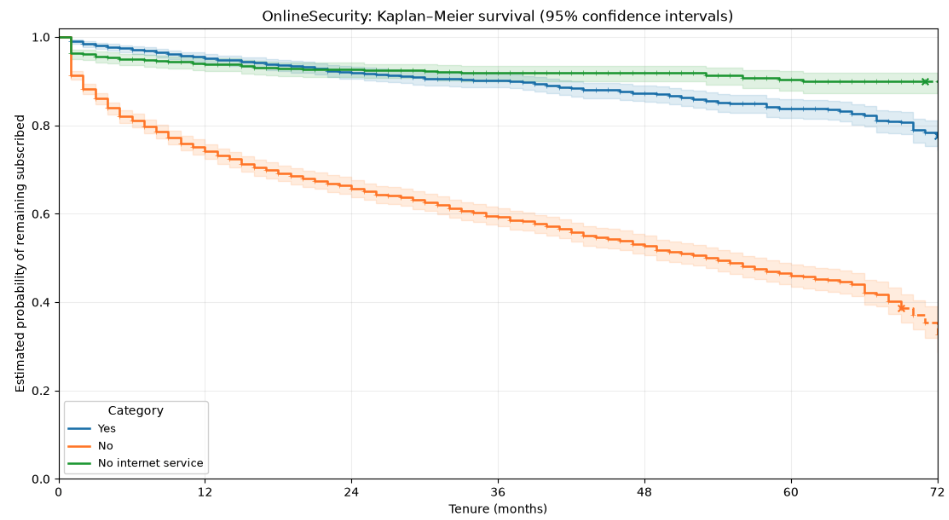 OnlineSecurity: Kaplan–Meier survival (95% confidence intervals)
Estimated probability of remaining subscribed
1.0
0.8
0.6
0.4
0.2
0.0
Category
Yes
No
No internet service
0 12 24 36 48 60 72
Tenure (months)